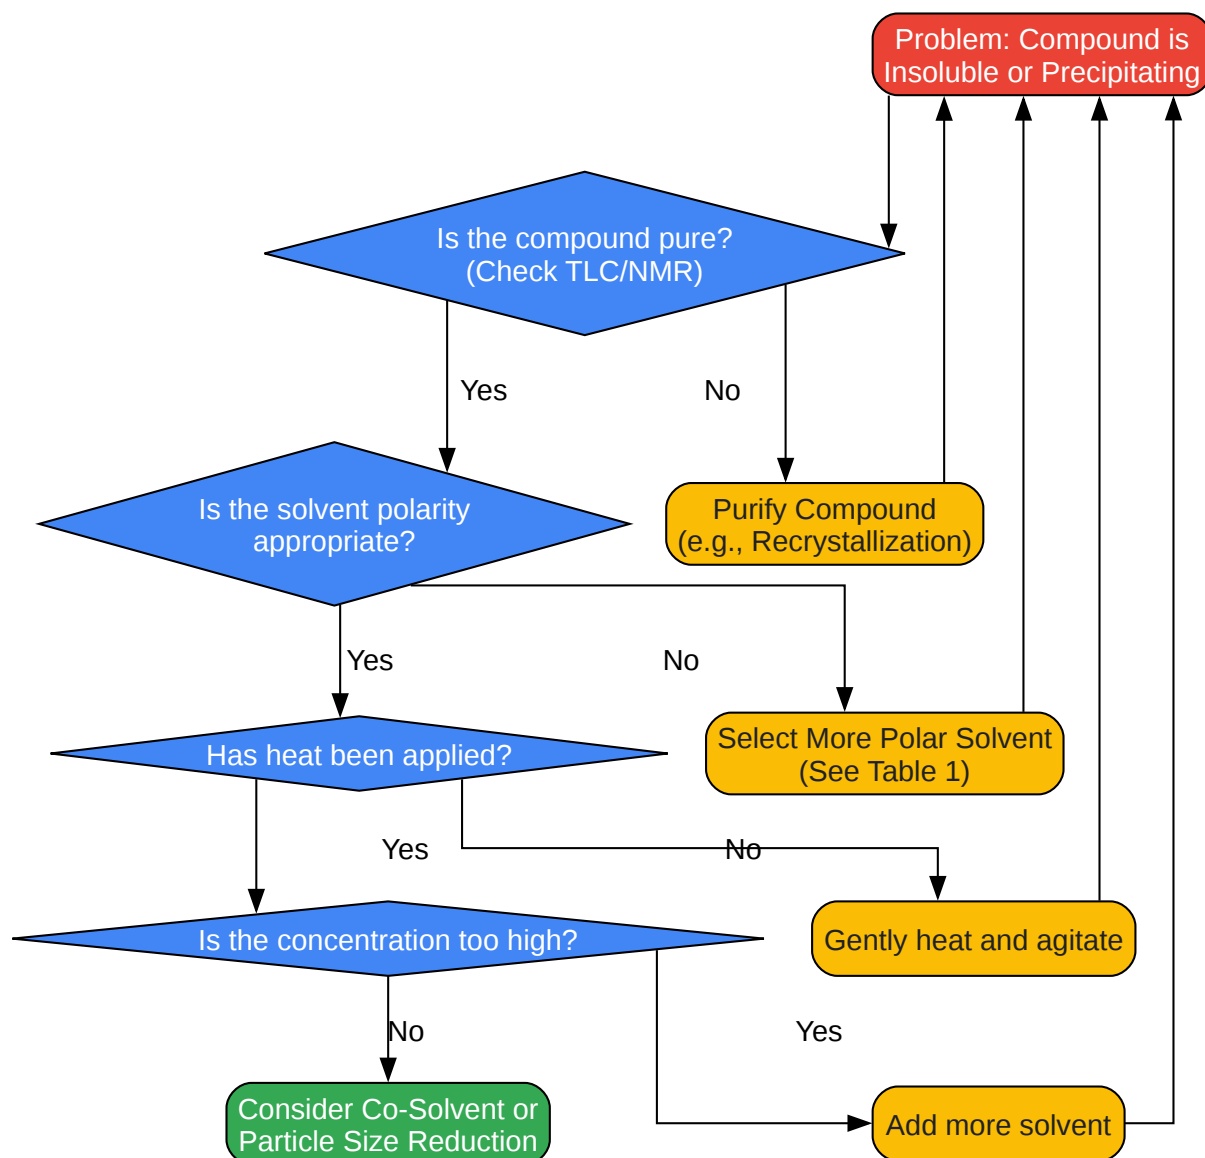 Problem: Compound is
Insoluble or Precipitating
Is the compound pure?
(Check TLC/NMR)
Yes
No
Is the solvent polarity
appropriate?
Purify Compound
(e.g., Recrystallization)
Yes
No
Has heat been applied?
Select More Polar Solvent
(See Table 1)
Yes
No
Is the concentration too high?
Gently heat and agitate
No
Yes
Consider Co-Solvent or
Particle Size Reduction
Add more solvent